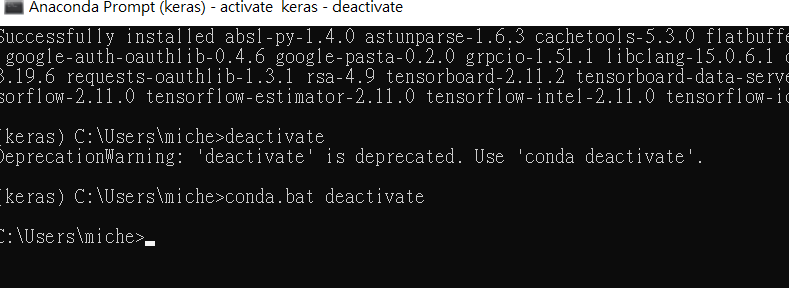 Anaconda Prompt (keras) - activate keras - deactivate
Successfully installed absl-py-1.4.0 astunparse-1.6.3 cachetools-5.3.0 flatbuffe
google-auth-oauthlib-0.4.6 google-pasta-0.2.0 grpcio-1.51.1 libclang-15.0.6.1
3.19.6 requests-oauthlib-1.3.1 rsa-4.9 tensorboard-2.11.2 tensorboard-data-serve
sorflow-2.11.0 tensorflow-estimator-2.11.0 tensorflow-intel-2.11.0 tensorflow-io
(keras) C:\Users\miche>deactivate
DeprecationWarning: 'deactivate' is deprecated. Use 'conda deactivate'.
(keras) C:\Users\miche>conda.bat deactivate
C:\Users\miche>